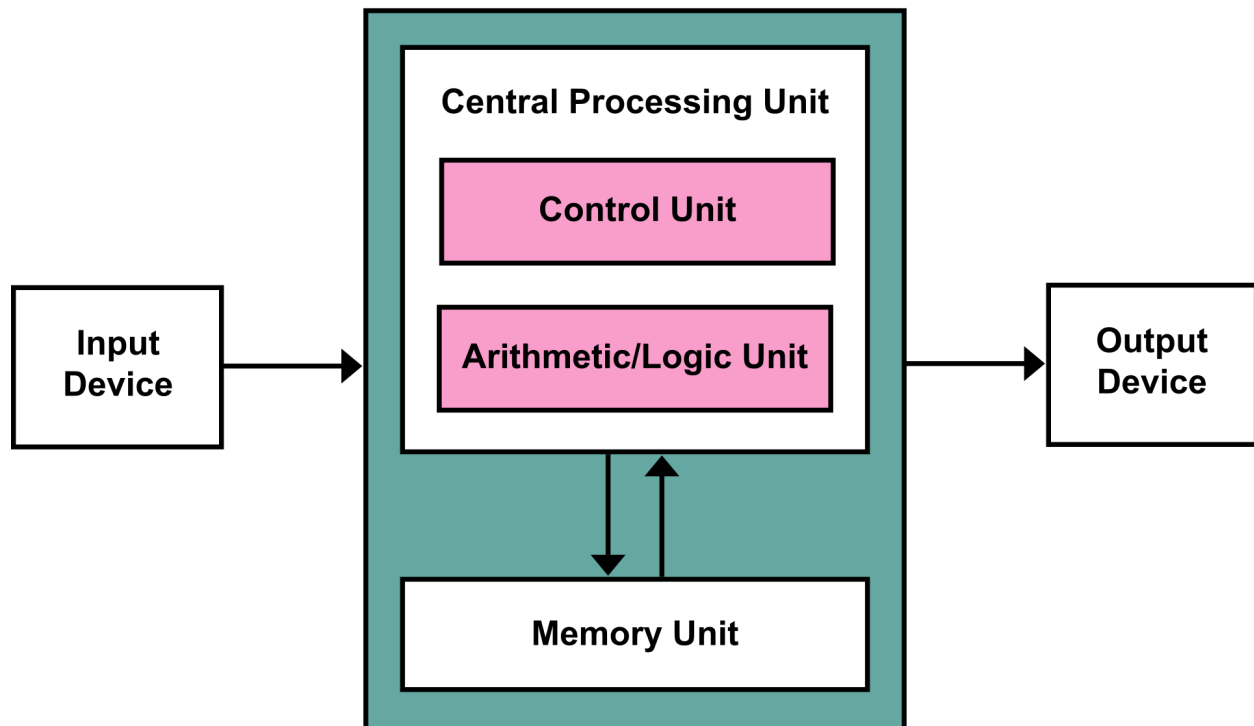 Central Processing Unit
Control Unit
Arithmetic/Logic Unit
Input
Device
Output
Device
Memory Unit